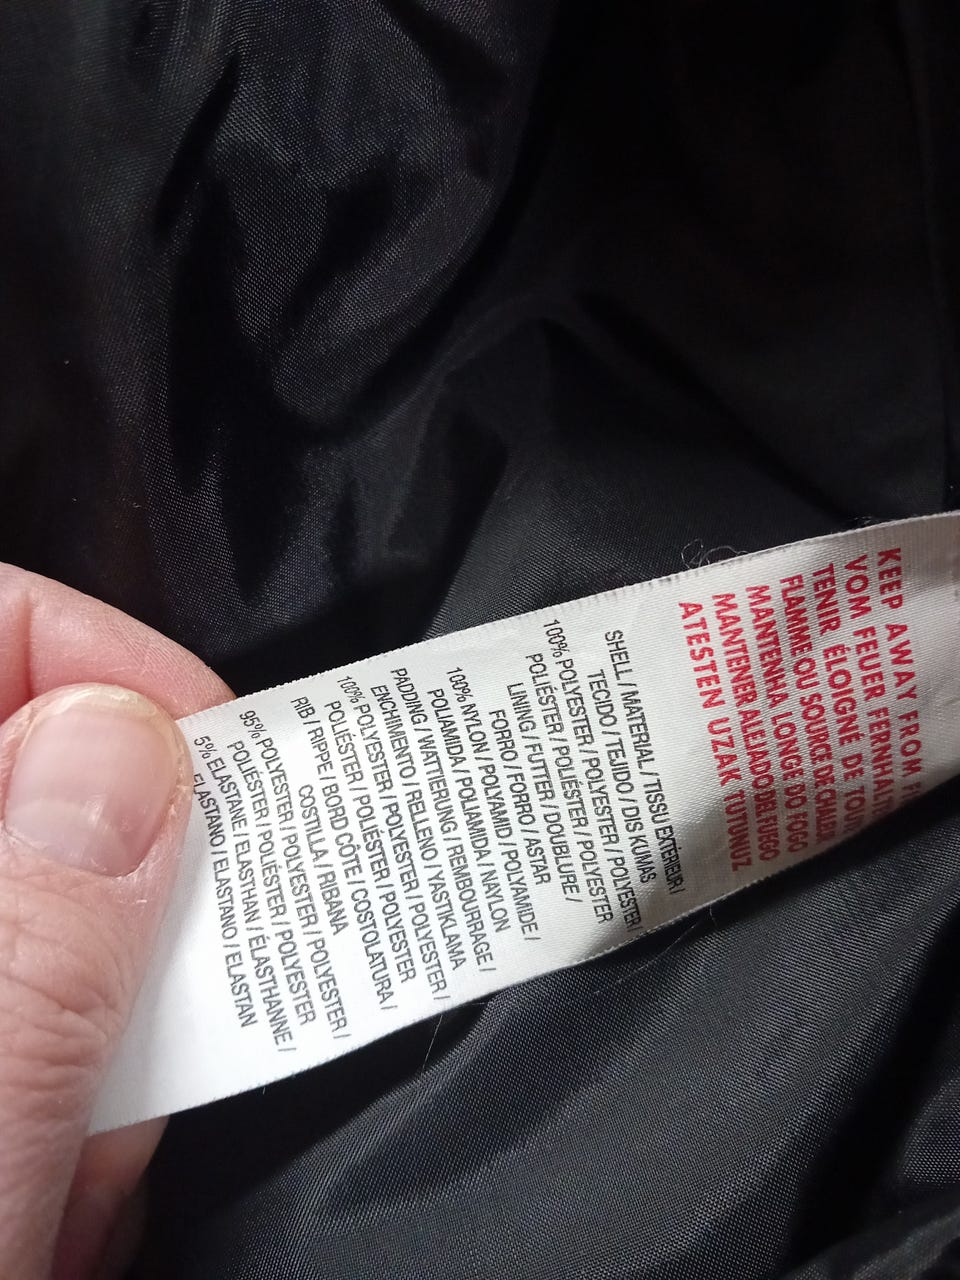 KEEP AWAY FROM
VOM FEUER FERNHALTEN
TENIR ÉLOIGNÉ DE TOUTE
FLAMME OU SOURCE DE CHALEUR
MANTENHA LONGE DO FOGO
MANTENER ALEJADO DEL FUEGO
ATESTEN UZAK TUTUNUZ
SHELL / MATERIAL / TISSU EXTÉRIEUR /
TECIDO / TEJIDO / DIS KUMAS
100% POLYESTER / POLYESTER / POLYESTER /
POLIÉSTER / POLIÉSTER / POLYESTER
LINING / FUTTER / DOUBLURE /
FORRO / FORRO / ASTAR
100% NYLON / POLYAMID / POLYAMIDE /
POLIAMIDA / POLIAMIDA / NAYLON
PADDING / WATTIERUNG / REMBOURRAGE /
ENCHIMENTO / RELLENO / YASTIKLAMA
100% POLYESTER / POLYESTER / POLYESTER /
POLIÉSTER / POLIÉSTER / POLYESTER
RIB / RIPPE / BORD CÔTE / COSTOLATURA /
COSTILLA / RIBANA
95% POLYESTER / POLYESTER / POLYESTER /
POLIÉSTER / POLIÉSTER / POLYESTER
5% ELASTANE / ELASTHAN / ÉLASTHANNE /
ELASTANO / ELASTANO / ELASTAN